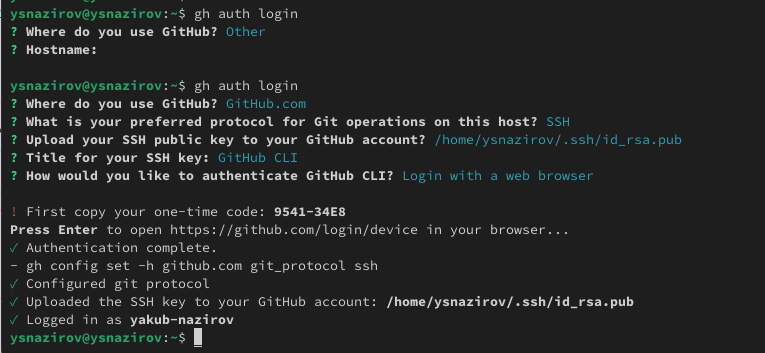 ysnazirov@ysnazirov:~$ gh auth login
? Where do you use GitHub? Other
? Hostname:
ysnazirov@ysnazirov:~$ gh auth login
? Where do you use GitHub? GitHub.com
? What is your preferred protocol for Git operations on this host? SSH
? Upload your SSH public key to your GitHub account? /home/ysnazirov/.ssh/id_rsa.pub
? Title for your SSH key: GitHub CLI
? How would you like to authenticate GitHub CLI? Login with a web browser
! First copy your one-time code: 9541-34E8
Press Enter to open https://github.com/login/device in your browser...
✓ Authentication complete.
- gh config set -h github.com git_protocol ssh
✓ Configured git protocol
✓ Uploaded the SSH key to your GitHub account: /home/ysnazirov/.ssh/id_rsa.pub
✓ Logged in as yakub-nazirov
ysnazirov@ysnazirov:~$